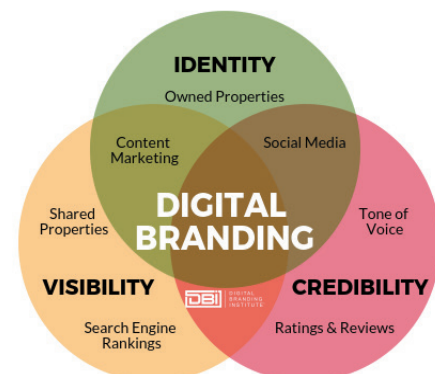 IDENTITY
Owned Properties
Content
Marketing
Social Media
DIGITAL
BRANDING
Shared
Properties
Tone of
Voice
VISIBILITY
DBI
DIGITAL
BRANDING
INSTITUTE
CREDIBILITY
Search Engine
Rankings
Ratings & Reviews